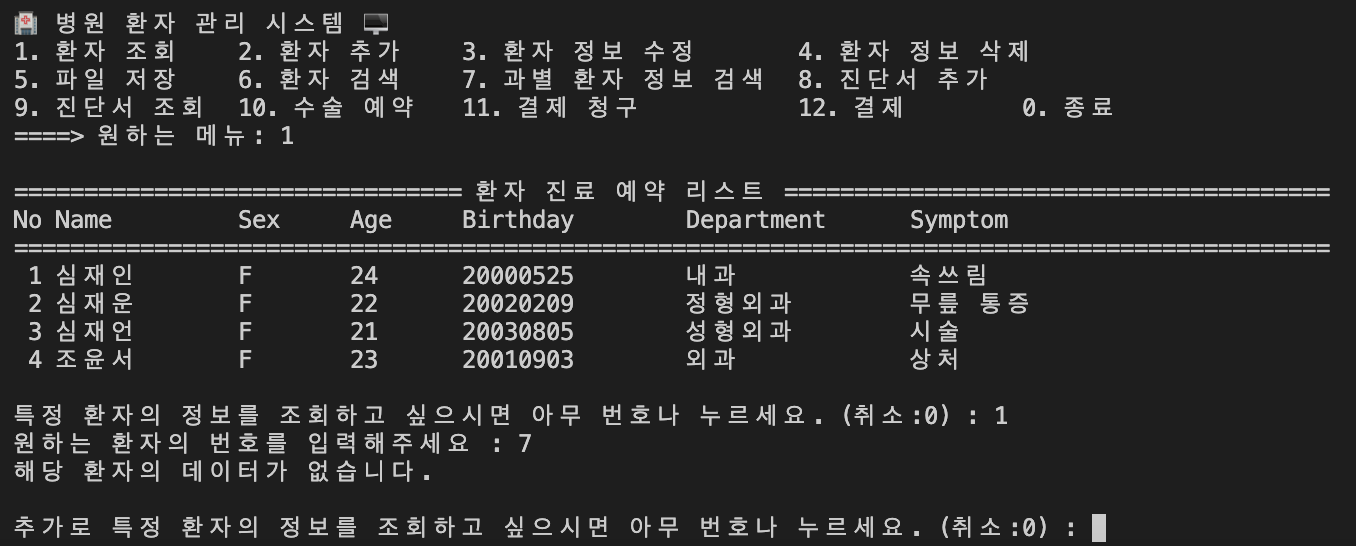 🏥 병원 환자 관리 시스템 🖥️
1. 환자 조회 2. 환자 추가 3. 환자 정보 수정 4. 환자 정보 삭제
5. 파일 저장 6. 환자 검색 7. 과별 환자 정보 검색 8. 진단서 추가
9. 진단서 조회 10. 수술 예약 11. 결제 청구 12. 결제 0. 종료
====> 원하는 메뉴: 1
================================ 환자 진료 예약 리스트 =======================================
No Name Sex Age Birthday Department Symptom
==============================================================================================
1 심재인 F 24 20000525 내과 속쓰림
2 심재운 F 22 20020209 정형외과 무릎 통증
3 심재언 F 21 20030805 성형외과 시술
4 조윤서 F 23 20010903 외과 상처
특정 환자의 정보를 조회하고 싶으시면 아무 번호나 누르세요.(취소:0) : 1
원하는 환자의 번호를 입력해주세요 : 7
해당 환자의 데이터가 없습니다.
추가로 특정 환자의 정보를 조회하고 싶으시면 아무 번호나 누르세요.(취소:0) :